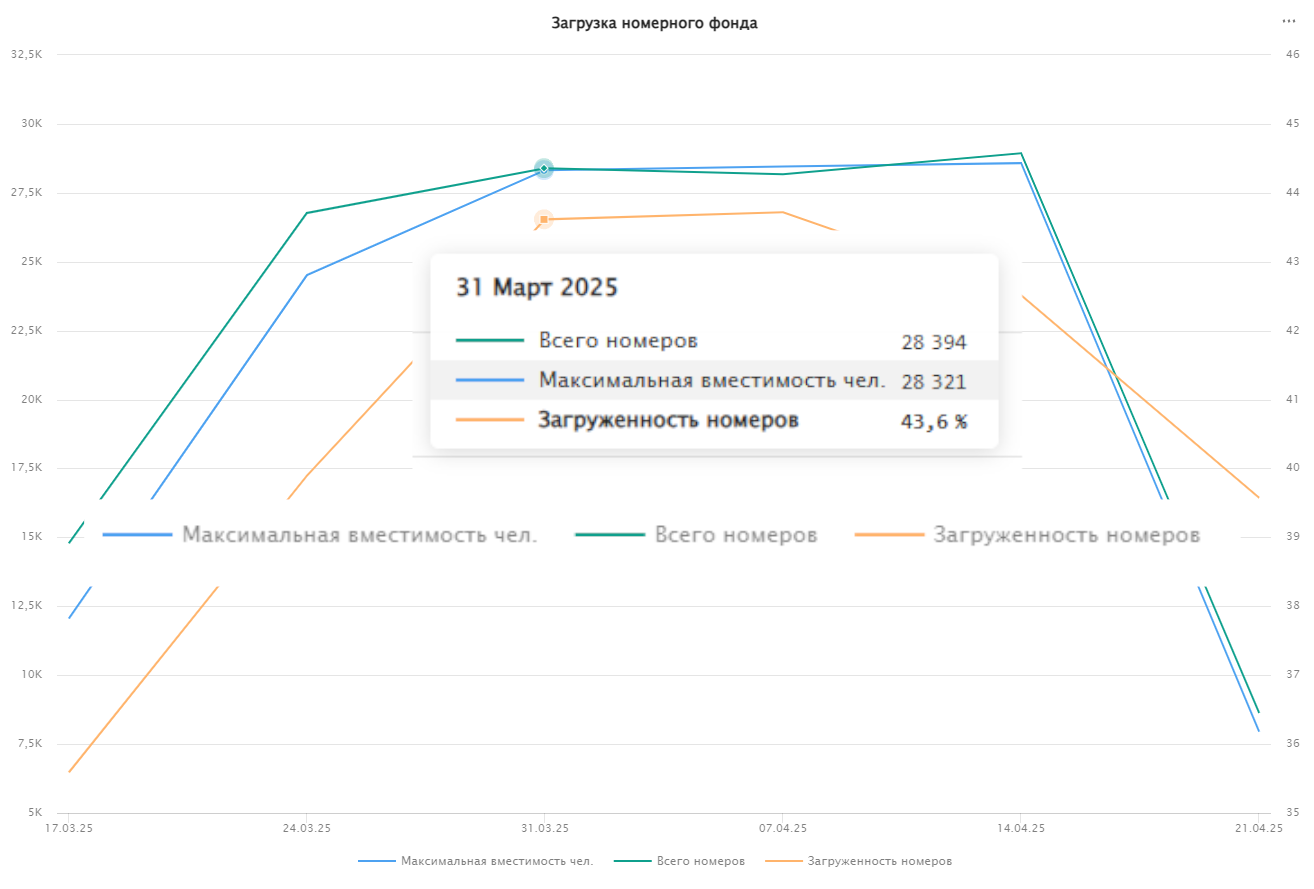 Загрузка номерного фонда
...
32,5K 46
30K 45
27,5K 44
25K 43
31 Март 2025
22,5K 42
Всего номеров 28 394
Максимальная вместимость чел. 28 321
20K 41
Загруженность номеров 43,6 %
17,5K 40
15K Максимальная вместимость чел. Всего номеров Загруженность номеров 39
12,5K 38
10K 37
7,5K 36
5K 35
17.03.25 24.03.25 31.03.25 07.04.25 14.04.25 21.04.25
Максимальная вместимость чел. Всего номеров Загруженность номеров